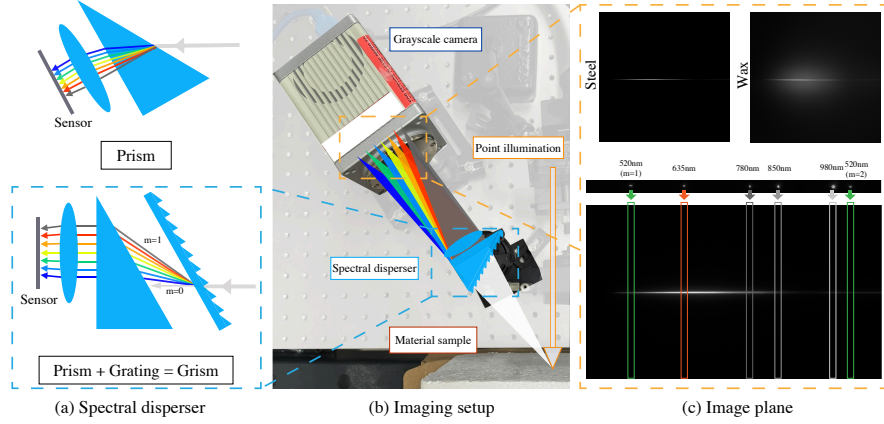 Sensor
Prism
m=1
m=0
Sensor
Prism + Grating = Grism
(a) Spectral disperser
Grayscale camera
Point illumination
Spectral disperser
Material sample
(b) Imaging setup
Steel
Wax
520nm
(m=1)
635nm
780nm
850nm
980nm
520nm
(m=2)
(c) Image plane